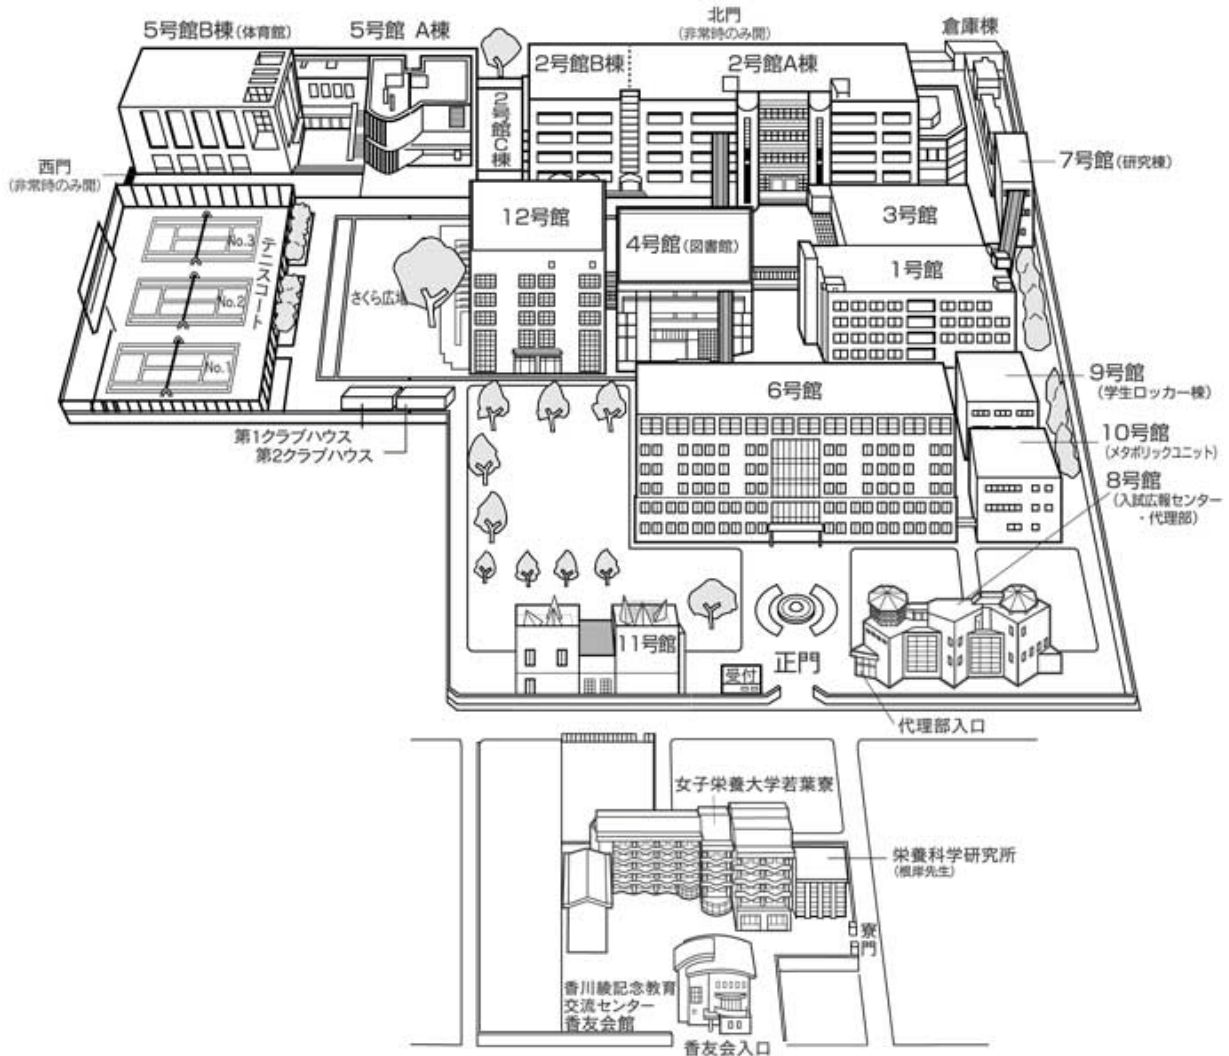 北門
(非常時のみ開)
5号館B棟(体育館)
5号館 A棟
倉庫棟
2号館B棟
2号館A棟
2号館C棟
7号館(研究棟)
西門
(非常時のみ開)
12号館
3号館
4号館(図書館)
1号館
テニスコート
No.3
No.2
No.1
さくら広場
6号館
9号館
(学生ロッカー棟)
10号館
(メタボリックユニット)
8号館
(入試広報センター
・代理部)
第1クラブハウス
第2クラブハウス
11号館
受付
正門
代理部入口
女子栄養大学若葉寮
栄養科学研究所
(根岸先生)
寮門
香川綾記念教育
交流センター
香友会館
香友会入口